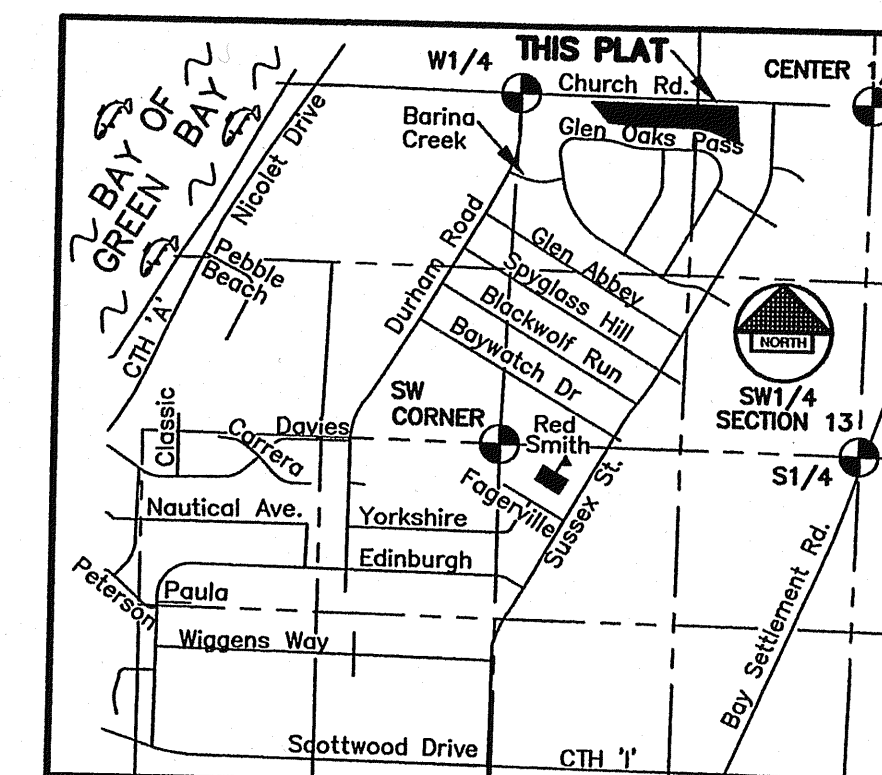 THIS PLAT
W1/4
CENTER
Church Rd.
Barina
Creek
Glen Oaks Pass
BAY OF
GREEN BAY
Nicolet Drive
Pebble
Beach
CTH 'A'
Durham Road
Glen Abbey
Spyglass Hill
Blackwolf Run
Baywatch Dr
NORTH
SW1/4
SECTION 13
SW
CORNER
Red
Smith
S1/4
Classic
Carrera
Davies
Fagerville
Sussex St.
Nautical Ave.
Yorkshire
Edinburgh
Peterson
Paula
Wiggens Way
Bay Settlement Rd.
Scottwood Drive
CTH 'I'